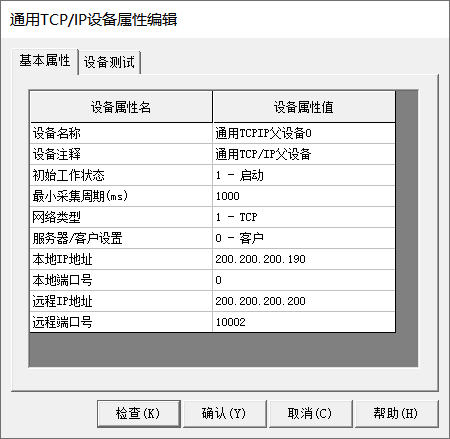 通用TCP/IP设备属性编辑
基本属性 设备测试
设备属性名 设备属性值
设备名称 通用TCPIP父设备0
设备注释 通用TCP/IP父设备
初始工作状态 1 - 启动
最小采集周期(ms) 1000
网络类型 1 - TCP
服务器/客户设置 0 - 客户
本地IP地址 200.200.200.190
本地端口号 0
远程IP地址 200.200.200.200
远程端口号 10002
检查(K) 确认(Y) 取消(C) 帮助(H)